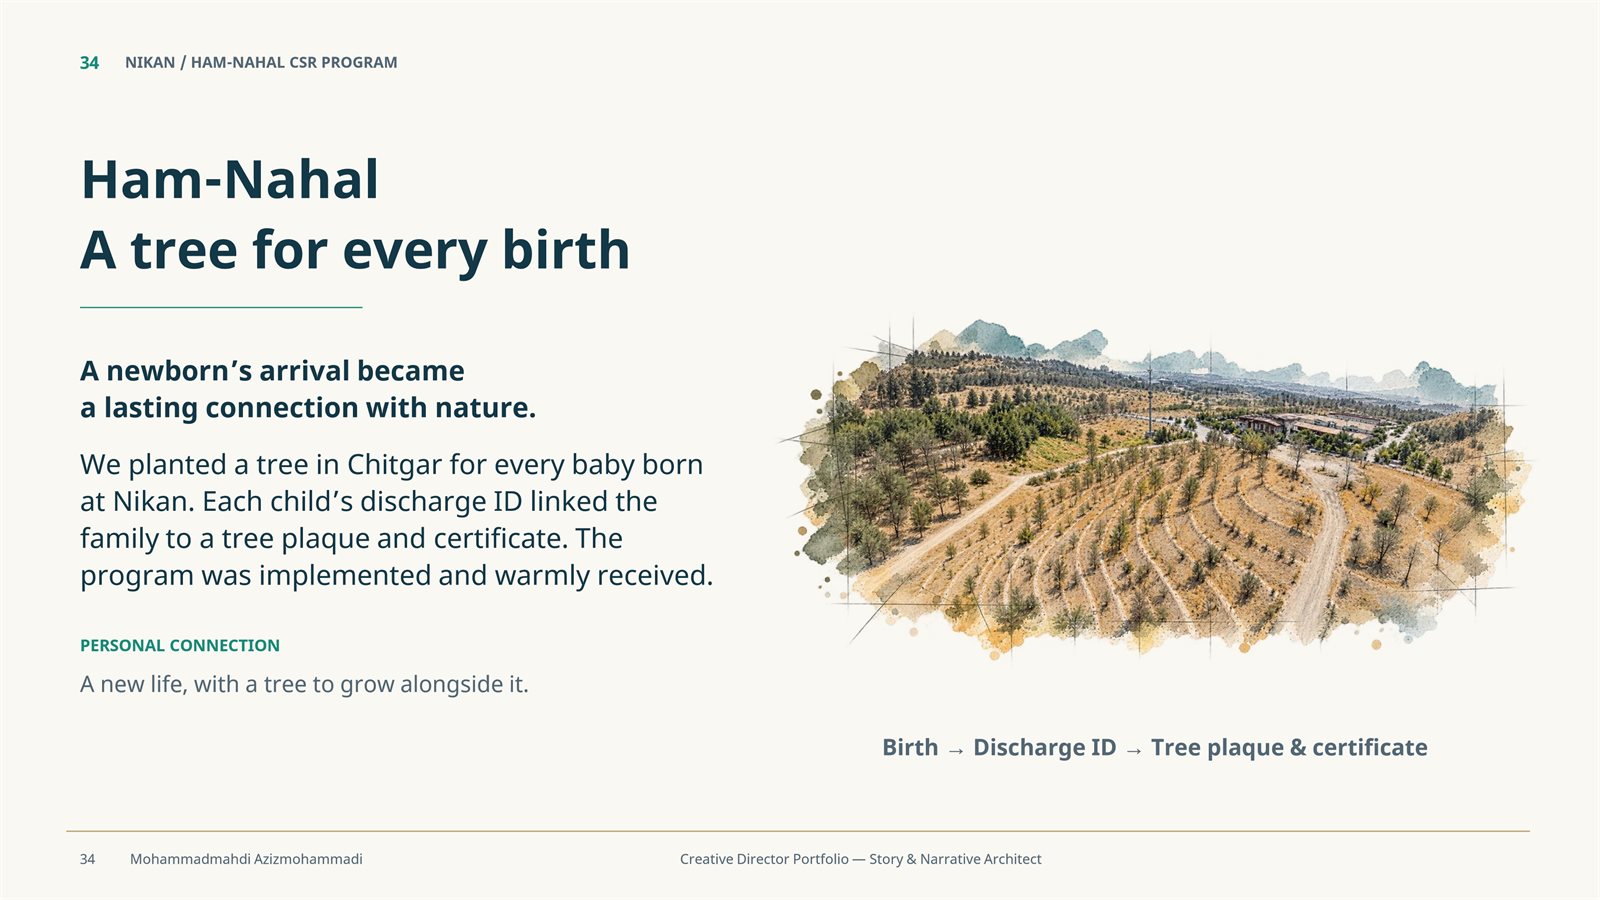 34 NIKAN / HAM-NAHAL CSR PROGRAM
Ham-Nahal
A tree for every birth
A newborn’s arrival became
a lasting connection with nature.
We planted a tree in Chitgar for every baby born
at Nikan. Each child’s discharge ID linked the
family to a tree plaque and certificate. The
program was implemented and warmly received.
PERSONAL CONNECTION
A new life, with a tree to grow alongside it.
Birth → Discharge ID → Tree plaque & certificate
34 Mohammadmahdi Azizmohammadi Creative Director Portfolio — Story & Narrative Architect